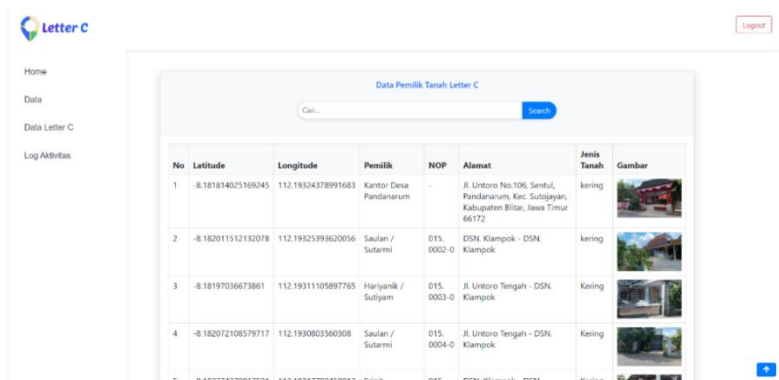 Letter C
Logout
Home
Data
Data Letter C
Log Aktivitas
Data Pemilik Tanah Letter C
Cari...
Search
No Latitude Longitude Pemilik NOP Alamat Jenis Tanah Gambar
1 -8.181814025169245 112.19324378991683 Kantor Desa Pandanarum - Jl. Untoro No.106, Sentul, Pandanarum, Kec. Sutojayan, Kabupaten Blitar, Jawa Timur 66172 kering
2 -8.182011512132078 112.19325393620056 Saulan / Sutarmi 015. 0002-0 DSN. Klampok - DSN. Klampok kering
3 -8.18197036673861 112.19311105897765 Hariyanik / Sutiyam 015. 0003-0 Jl. Untoro Tengah - DSN. Klampok Kering
4 -8.182072108579717 112.1930803560308 Saulan / Sutarmi 015. 0004-0 Jl. Untoro Tengah - DSN. Klampok Kering